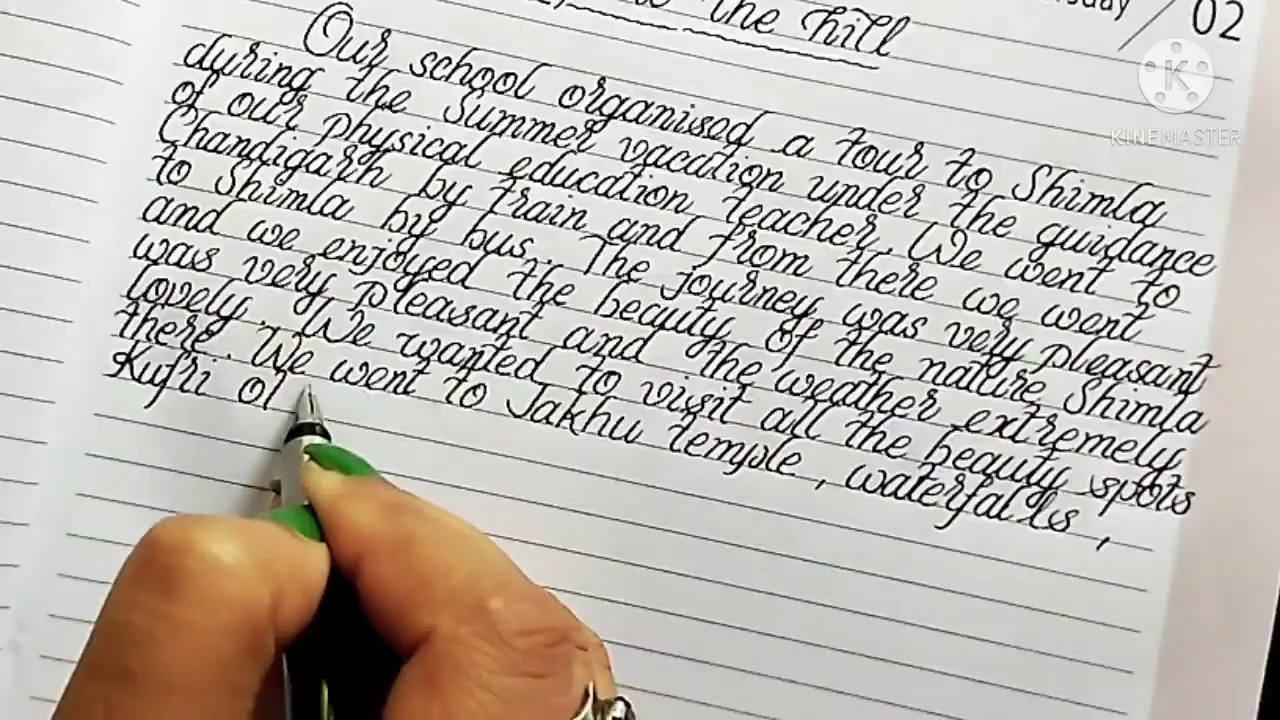 the hill
02
K
KINEMASTER
Our school organised a tour to Shimla
during the Summer vacation under the guidance
of our physical education teacher. We went to
Chandigarh by train and from there we went
to Shimla by bus. The journey was very pleasant
and we enjoyed the beauty of the nature. Shimla
was very pleasant and the weather extremely
lovely. We wanted to visit all the beauty spots
there. We went to Jakhu temple, waterfalls,
Kufri